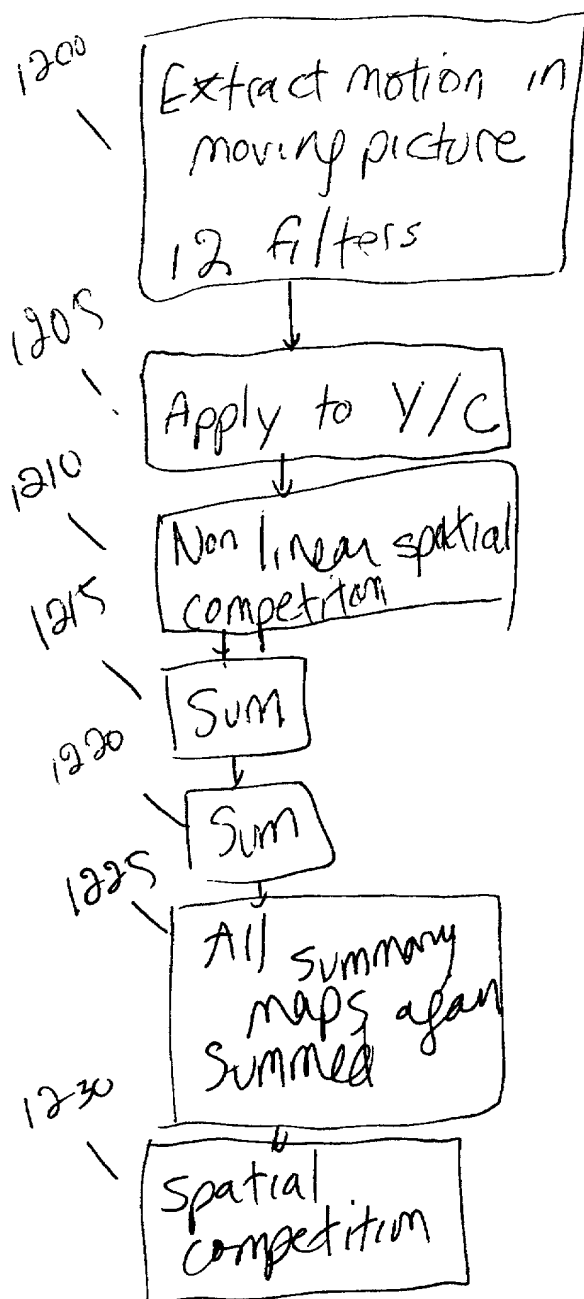 1200
Extract motion in
moving picture
12 filters
1205
Apply to Y/C
1210
Non linear spatial
competiton
1215
Sum
1220
Sum
1225
All summary
maps again
summed
1230
Spatial
competition